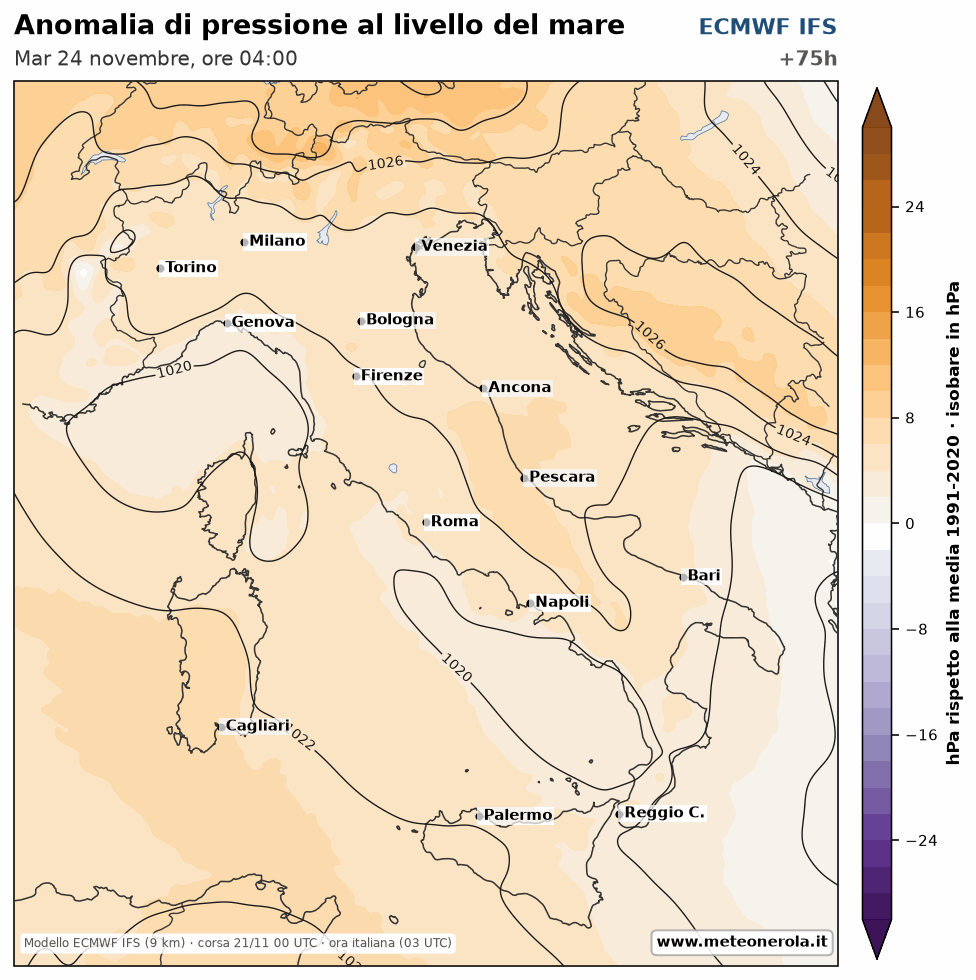 Anomalia di pressione al livello del mare
ECMWF IFS
Mar 24 novembre, ore 04:00
+75h
1026
1024
Milano
Venezia
Torino
Genova
Bologna
1026
1020
Firenze
Ancona
1024
Pescara
Roma
Bari
Napoli
1020
Cagliari
022
Palermo
Reggio C.
Modello ECMWF IFS (9 km) · corsa 21/11 00 UTC · ora italiana (03 UTC)
www.meteonerola.it
24
16
8
0
−8
−16
−24
hPa rispetto alla media 1991-2020 · isobare in hPa